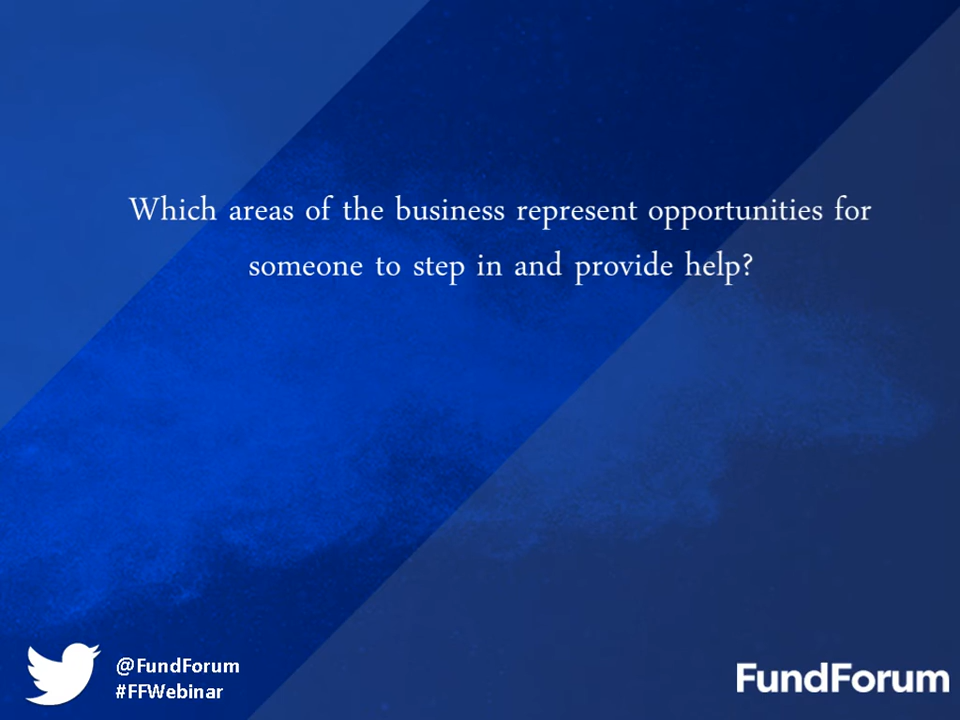 Which areas of the business represent opportunities for
someone to step in and provide help?
@FundForum
#FFWebinar
FundForum